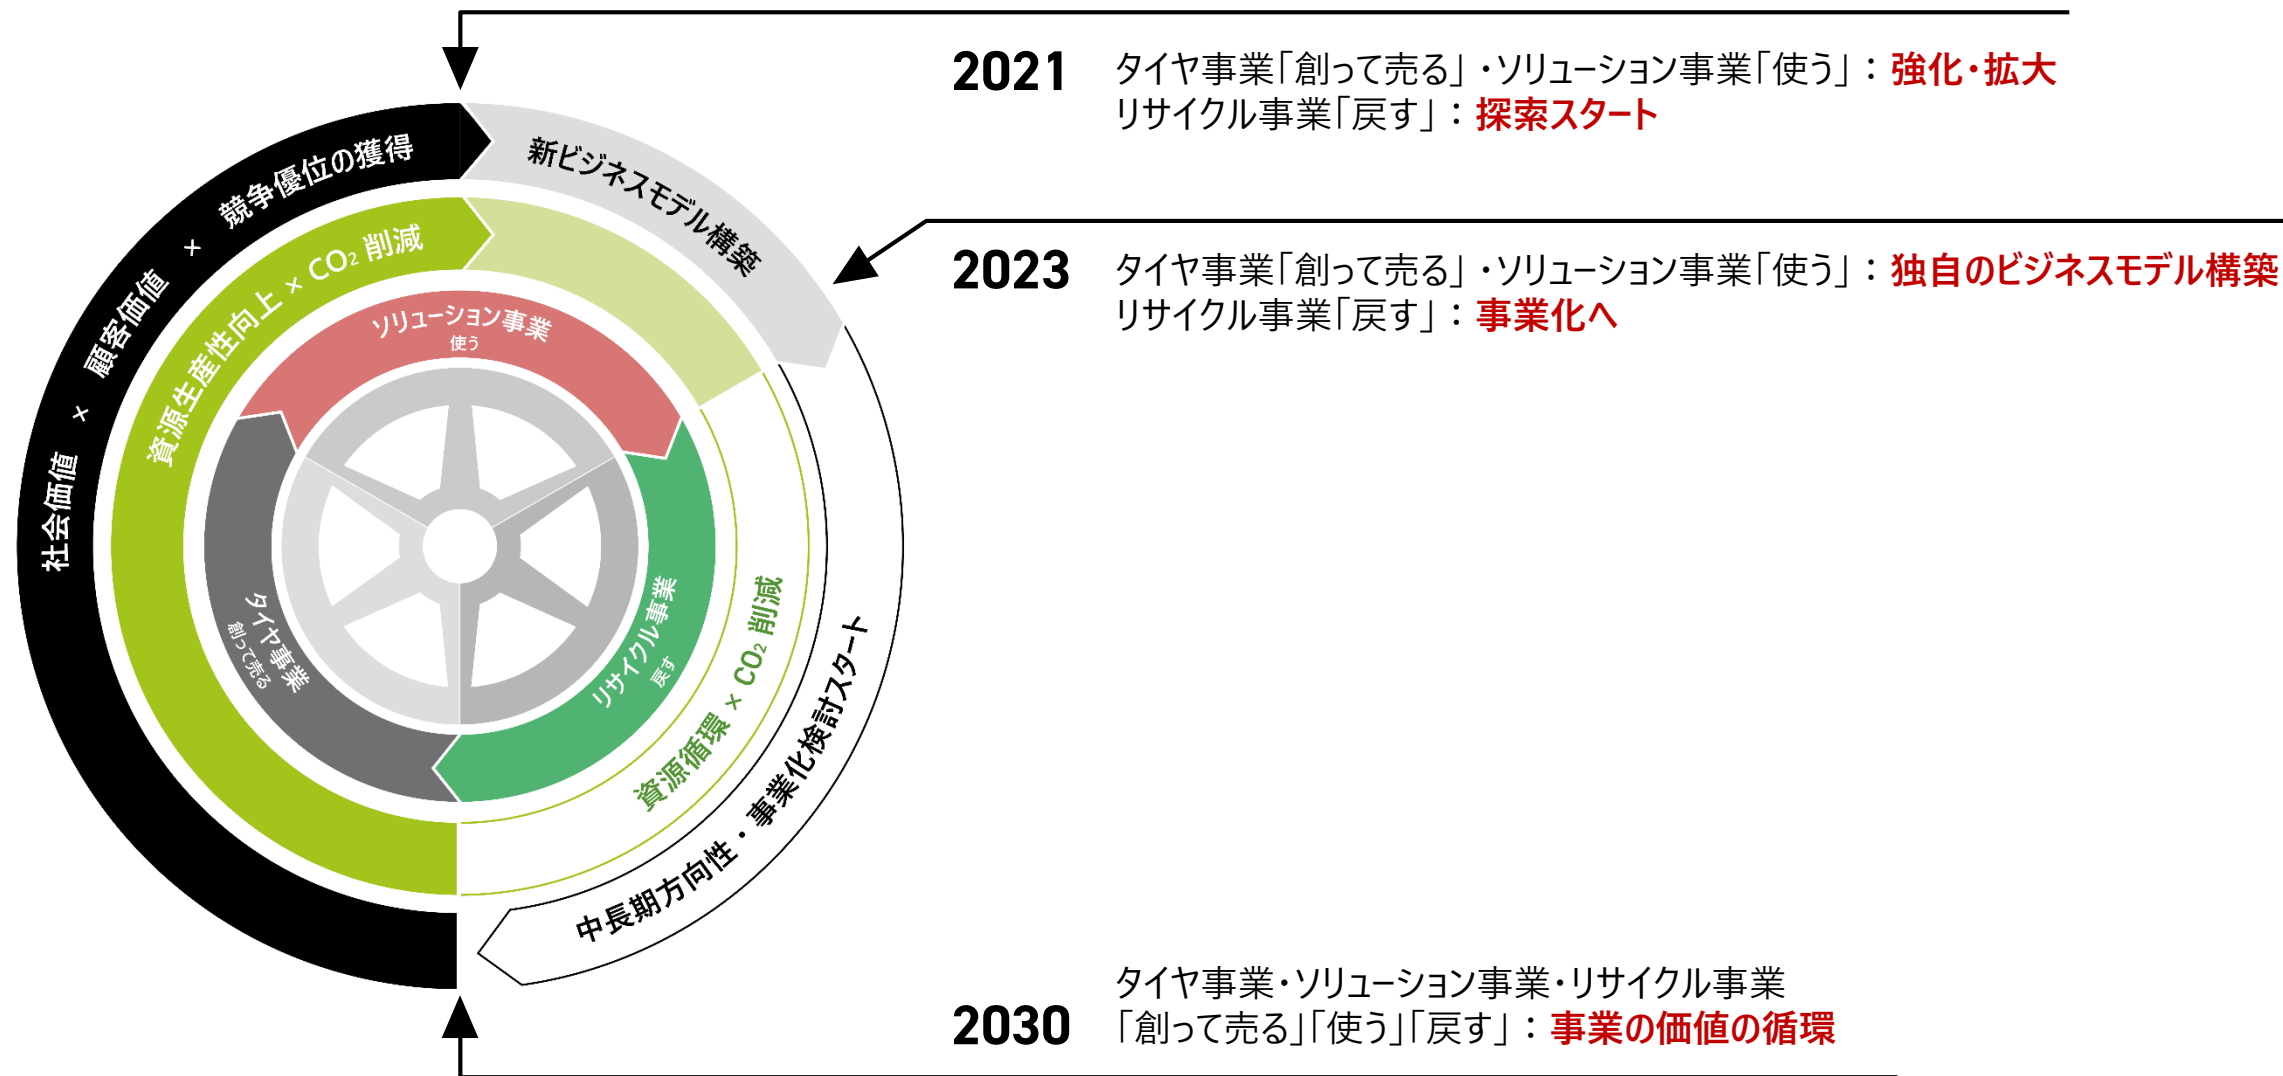 2021
タイヤ事業「創って売る」・ソリューション事業「使う」：強化・拡大
リサイクル事業「戻す」：探索スタート
2023
タイヤ事業「創って売る」・ソリューション事業「使う」：独自のビジネスモデル構築
リサイクル事業「戻す」：事業化へ
2030
タイヤ事業・ソリューション事業・リサイクル事業
「創って売る」「使う」「戻す」：事業の価値の循環
社会価値 × 顧客価値 × 競争優位の獲得
新ビジネスモデル構築
中長期方向性・事業化検討スタート
資源生産性向上 × CO₂ 削減
資源循環 × CO₂ 削減
ソリューション事業
使う
リサイクル事業
戻す
タイヤ事業
創って売る